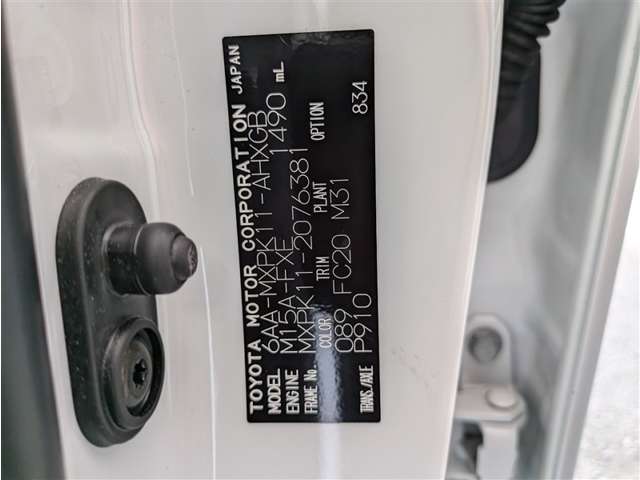 TOYOTA MOTOR CORPORATION JAPAN
MODEL 6AA-MXPK11-AHXGB
ENGINE M15A-FXE 1490 mL
FRAME No. MXPK11-2076381
COLOR TRIM PLANT OPTION
089 FC20 M31
TRANS./AXLE P910 834